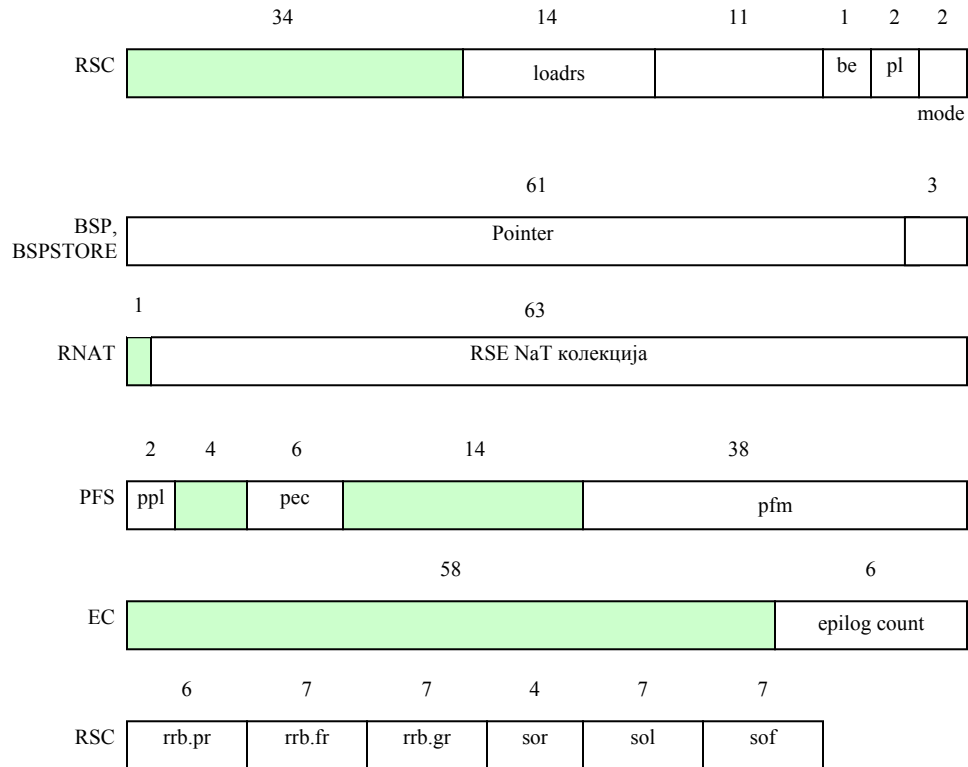 34 14 11 1 2 2
RSC loadrs be pl
mode
61 3
BSP,
BSPSTORE Pointer
1 63
RNAT RSE NaT колекција
2 4 6 14 38
PFS ppl pec pfm
58 6
EC epilog count
6 7 7 4 7 7
RSC rrb.pr rrb.fr rrb.gr sor sol sof